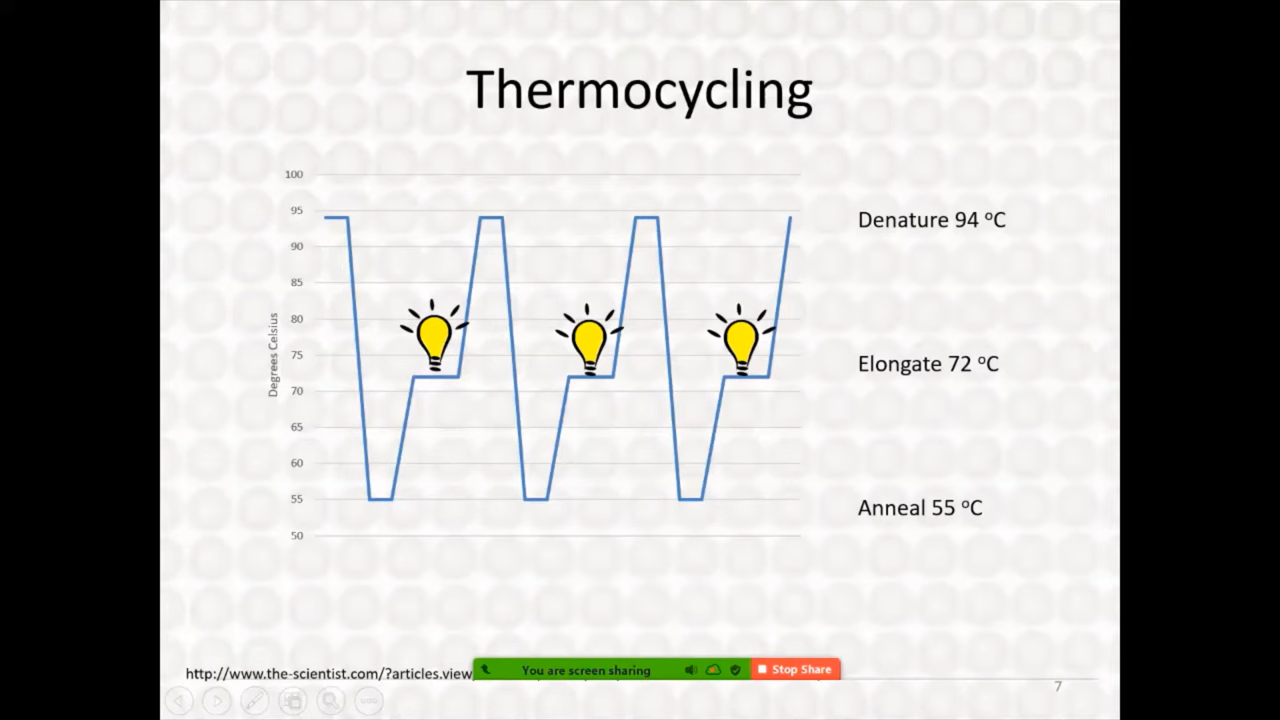 Thermocycling
100
95
90
85
80
75
70
65
60
55
50
Degrees Celsius
Denature 94 ºC
Elongate 72 ºC
Anneal 55 ºC
http://www.the-scientist.com/?articles.view
You are screen sharing
Stop Share
7